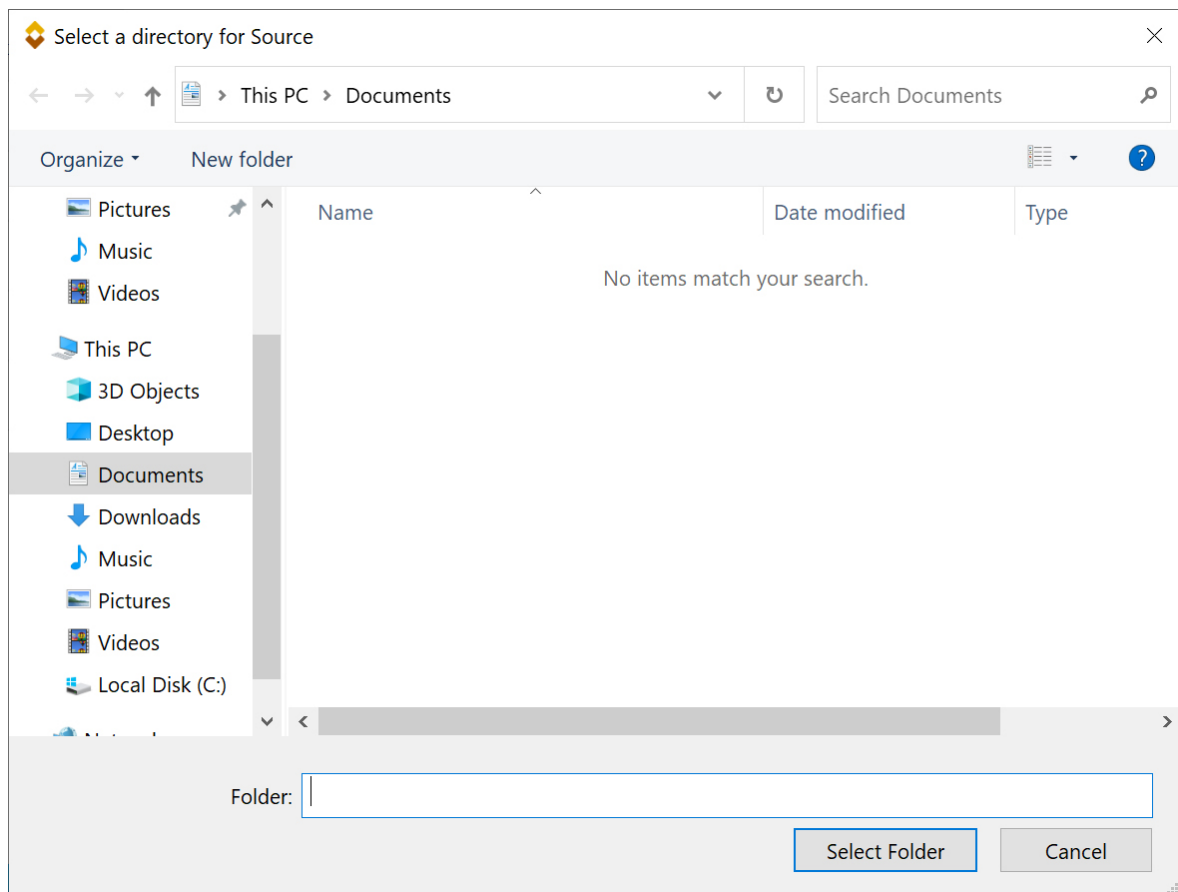 Select a directory for Source
This PC > Documents
Search Documents
Organize
New folder
?
Pictures
Music
Videos
This PC
3D Objects
Desktop
Documents
Downloads
Music
Pictures
Videos
Local Disk (C:)
Name
Date modified
Type
No items match your search.
Folder:
Select Folder
Cancel